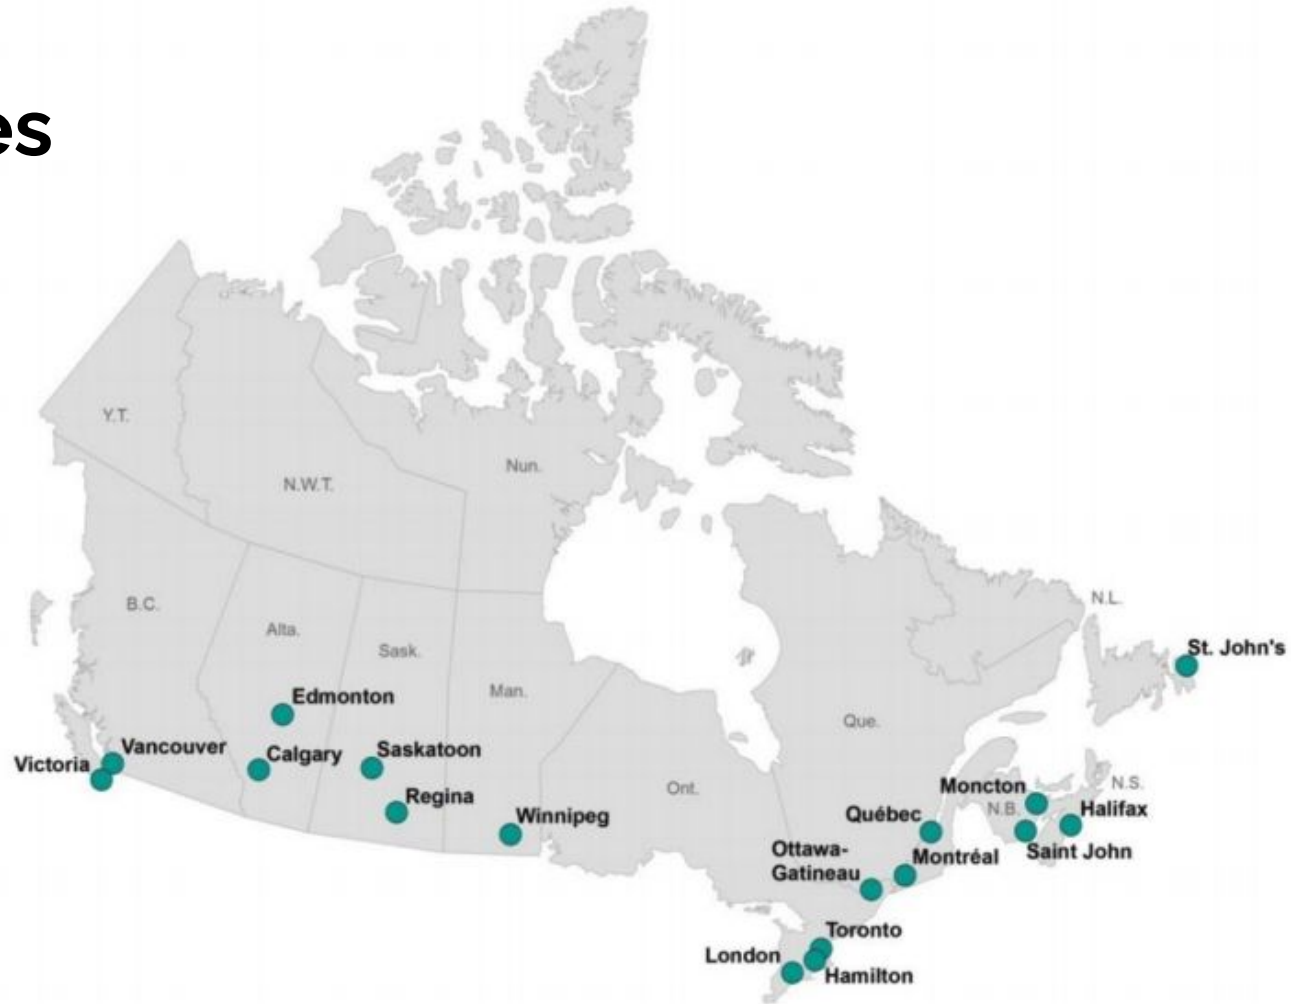 es
Y.T.
N.W.T.
Nun.
B.C.
Alta.
Sask.
Man.
Ont.
Que.
N.L.
N.B.
N.S.
St. John's
Edmonton
Vancouver
Victoria
Calgary
Saskatoon
Regina
Winnipeg
Moncton
Halifax
Québec
Saint John
Ottawa-
Gatineau
Montréal
Toronto
London
Hamilton